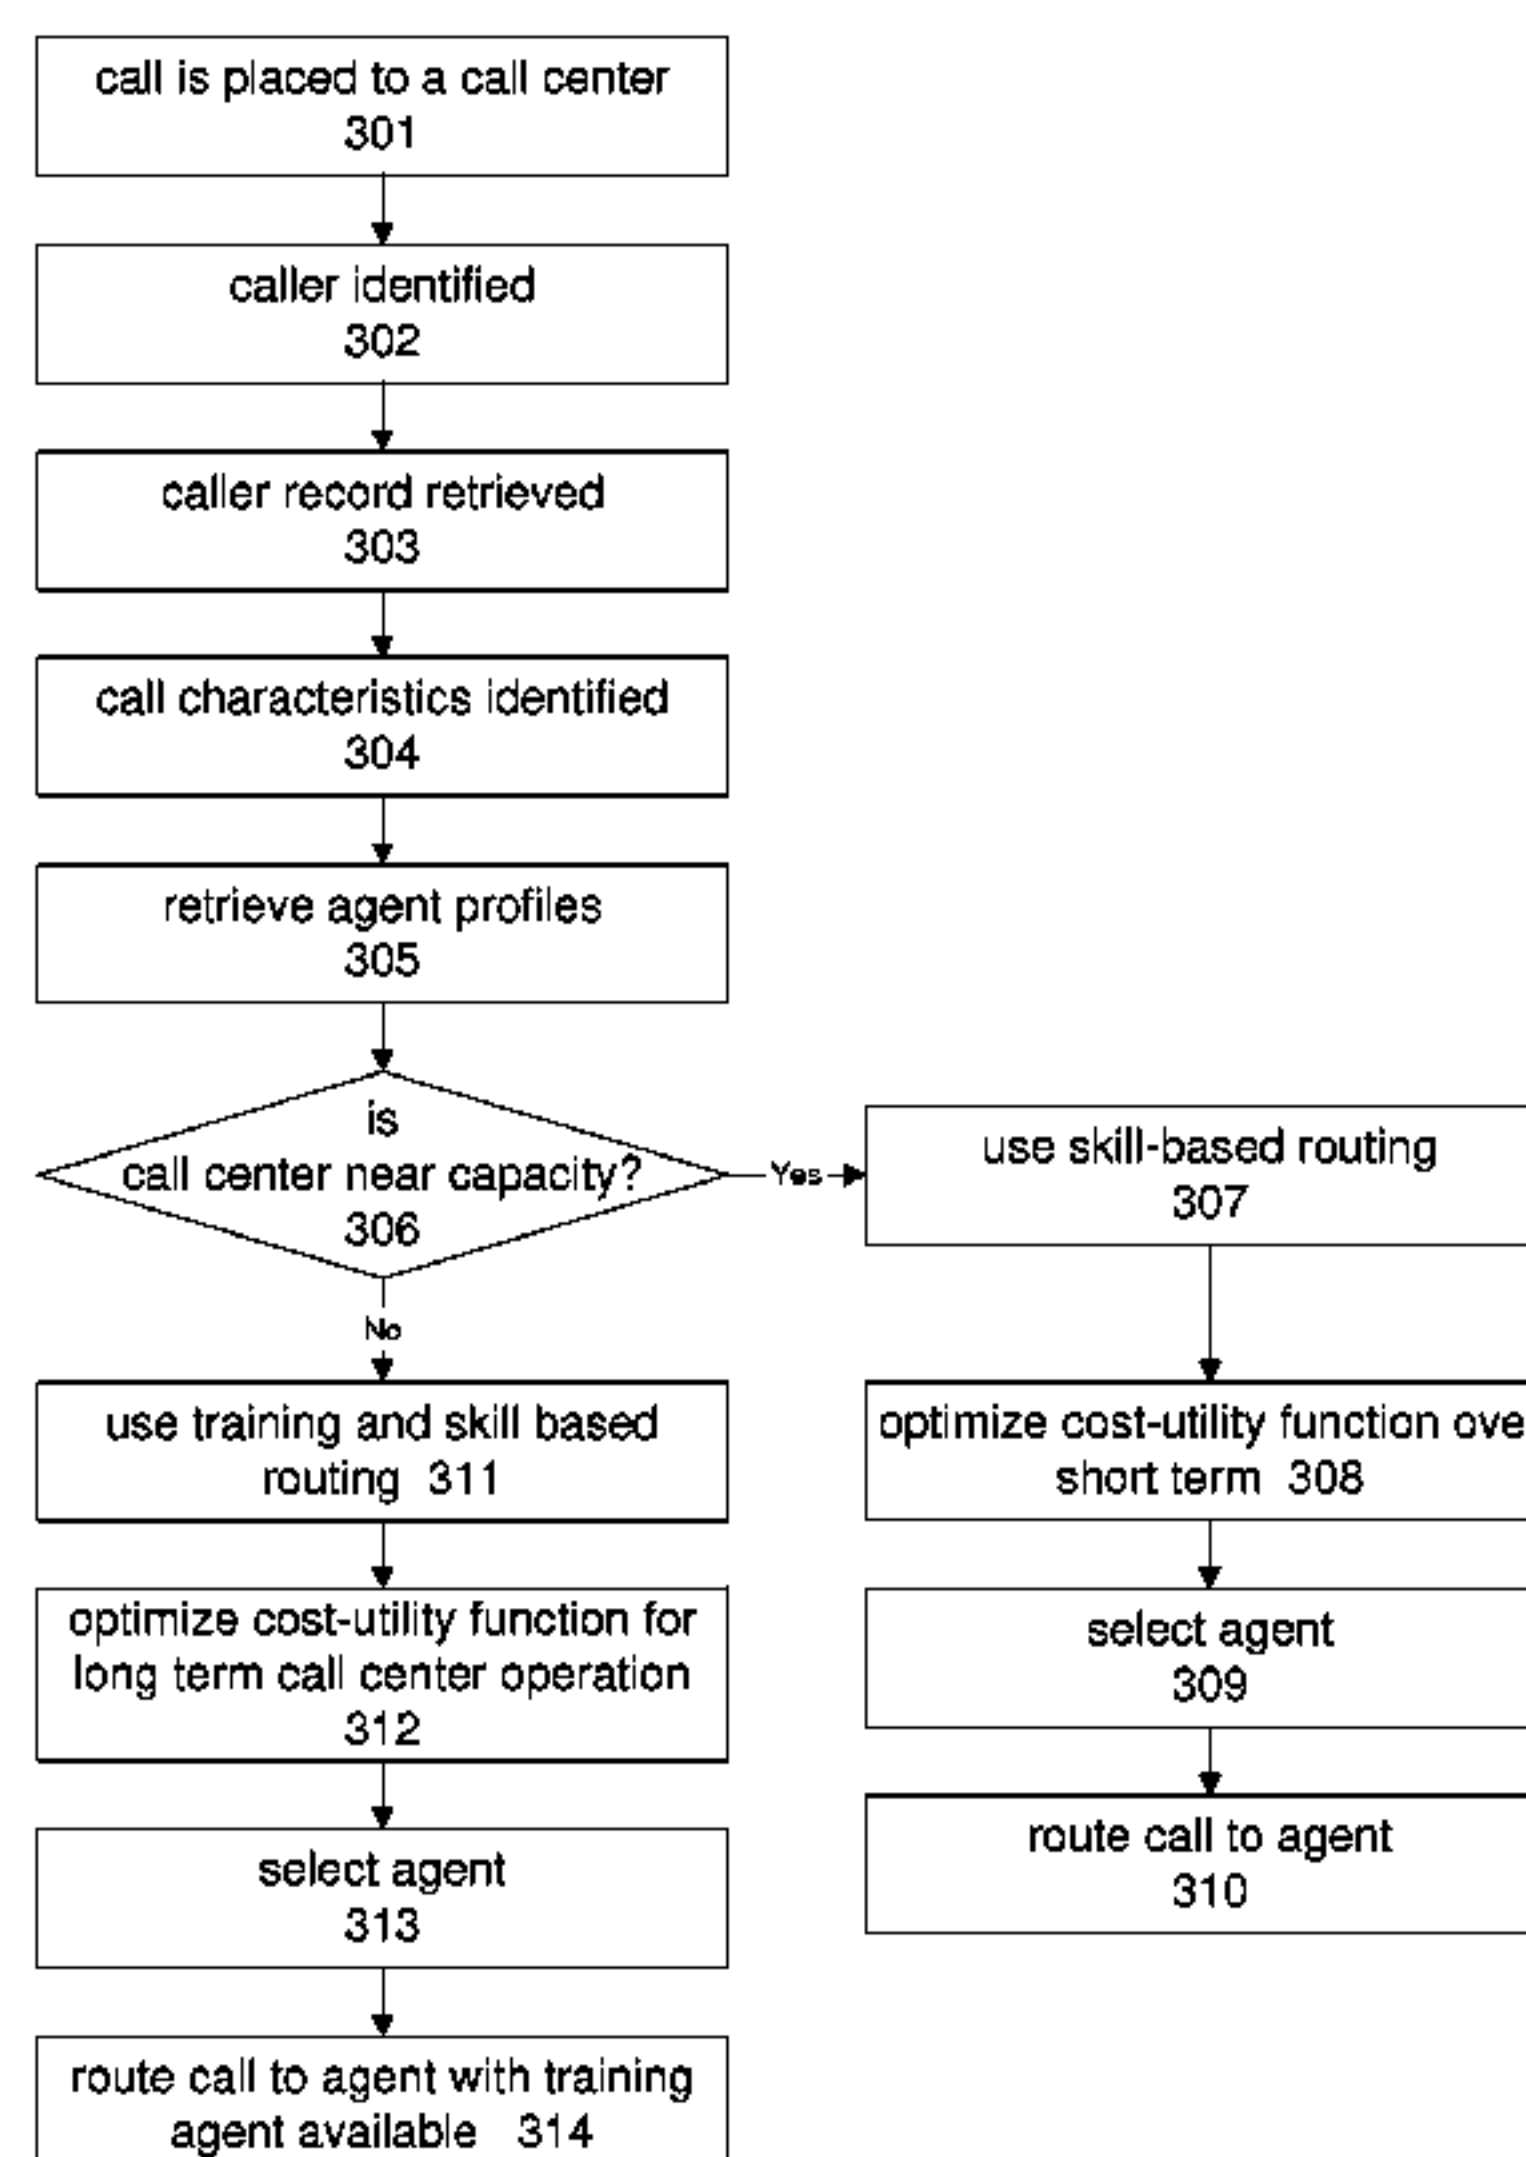 call is placed to a call center
301
caller identified
302
caller record retrieved
303
call characteristics identified
304
retrieve agent profiles
305
is
call center near capacity?
306
Yes
use skill-based routing
307
optimize cost-utility function ove
short term 308
select agent
309
route call to agent
310
No
use training and skill based
routing 311
optimize cost-utility function for
long term call center operation
312
select agent
313
route call to agent with training
agent available 314